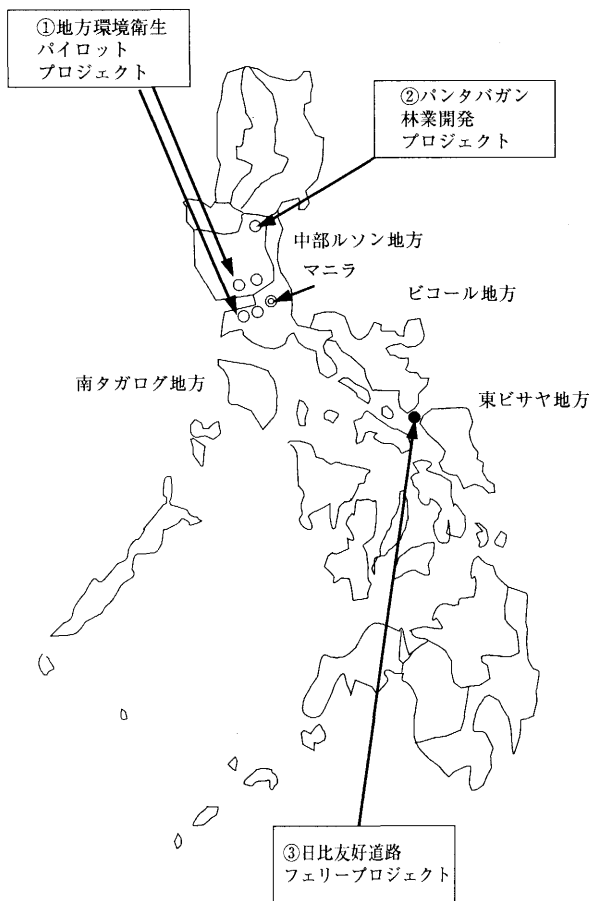 ①地方環境衛生
パイロット
プロジェクト
②パンタバガン
林業開発
プロジェクト
中部ルソン地方
マニラ
ビコール地方
南タガログ地方
東ビサヤ地方
③日比友好道路
フェリープロジェクト